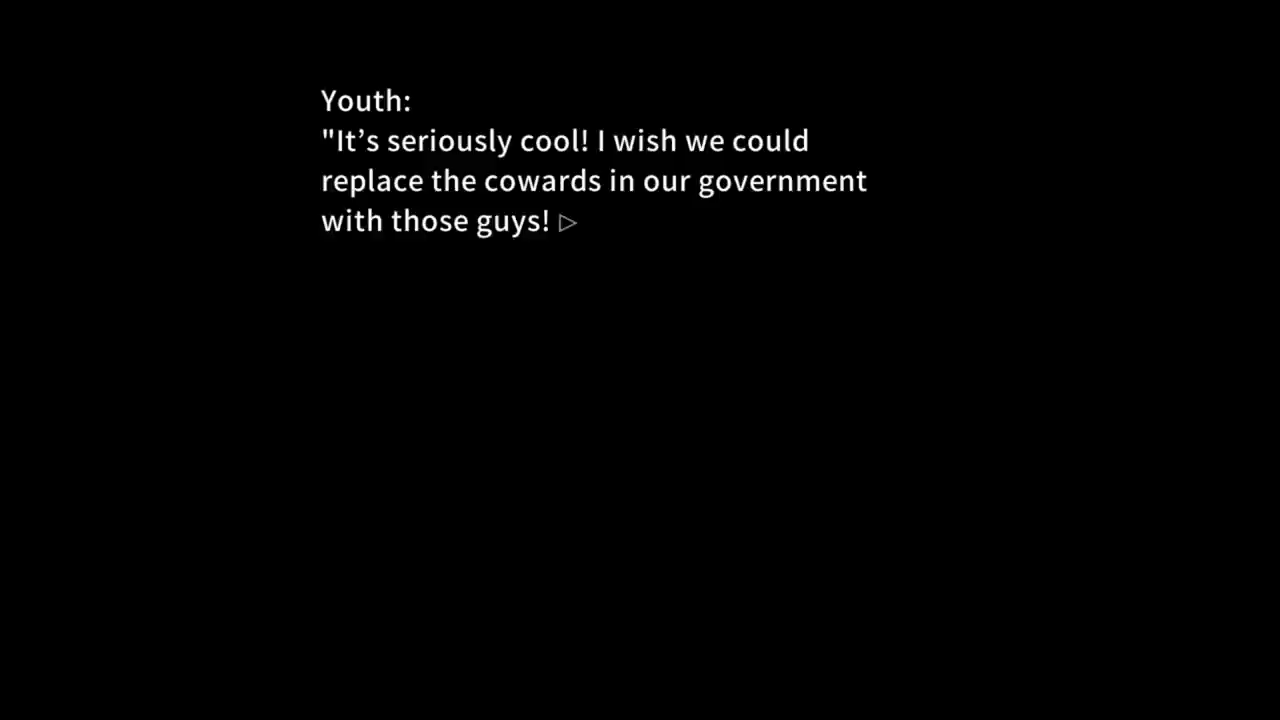 Youth:
"It’s seriously cool! I wish we could
replace the cowards in our government
with those guys! ▷